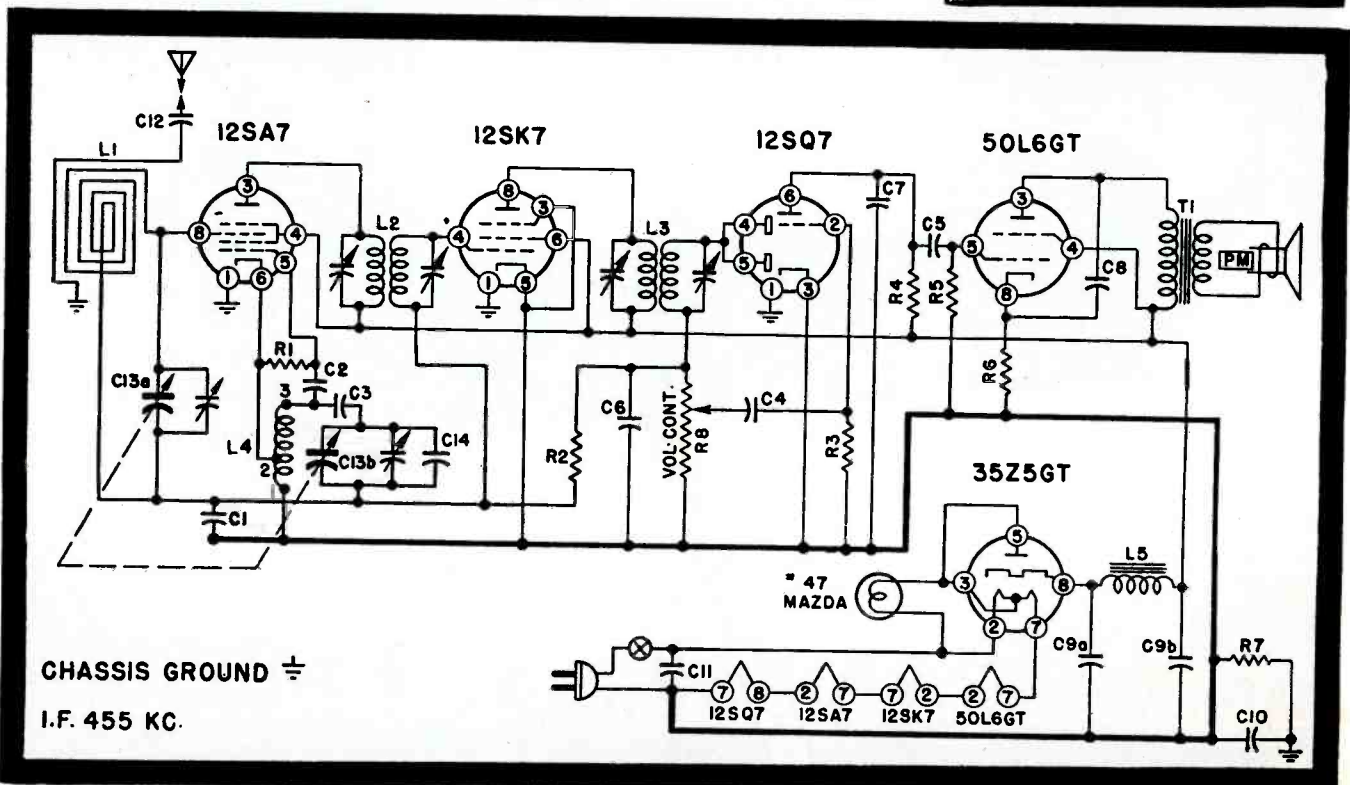 C12
12SA7
12SK7
12SQ7
50L6GT
L1
3
8
4
5
1
6
L2
8
3
4
6
1
5
L3
6
4
2
5
1
3
C7
C5
3
5
4
8
C8
T1
PM
R4
R5
R6
R1
C2
C13a
3
C3
L4
2
C13b
C14
R2
C6
VOL. CONT.
R8
C4
R3
C1
35Z5GT
# 47
MAZDA
5
3
8
2
7
L5
C9a
C9b
R7
C11
C10
7
8
2
7
7
2
2
7
12SQ7
12SA7
12SK7
50L6GT
CHASSIS GROUND
I.F. 455 KC.